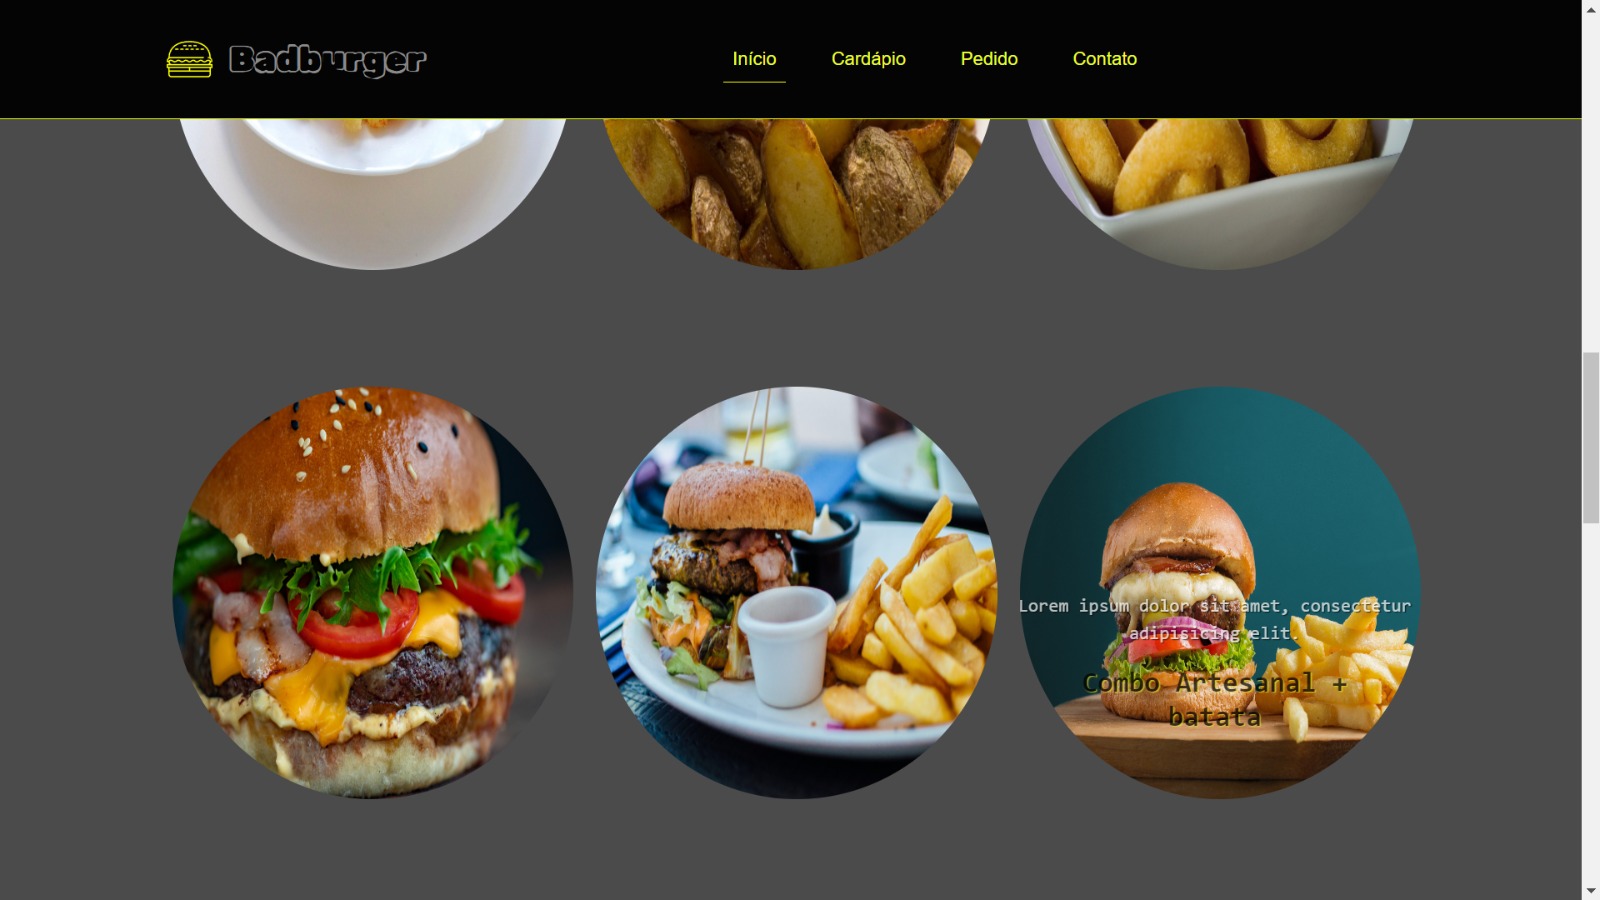 Badburger
Início
Cardápio
Pedido
Contato
Lorem ipsum dolor sit amet, consectetur
adipisicing elit.
Combo Artesanal +
batata